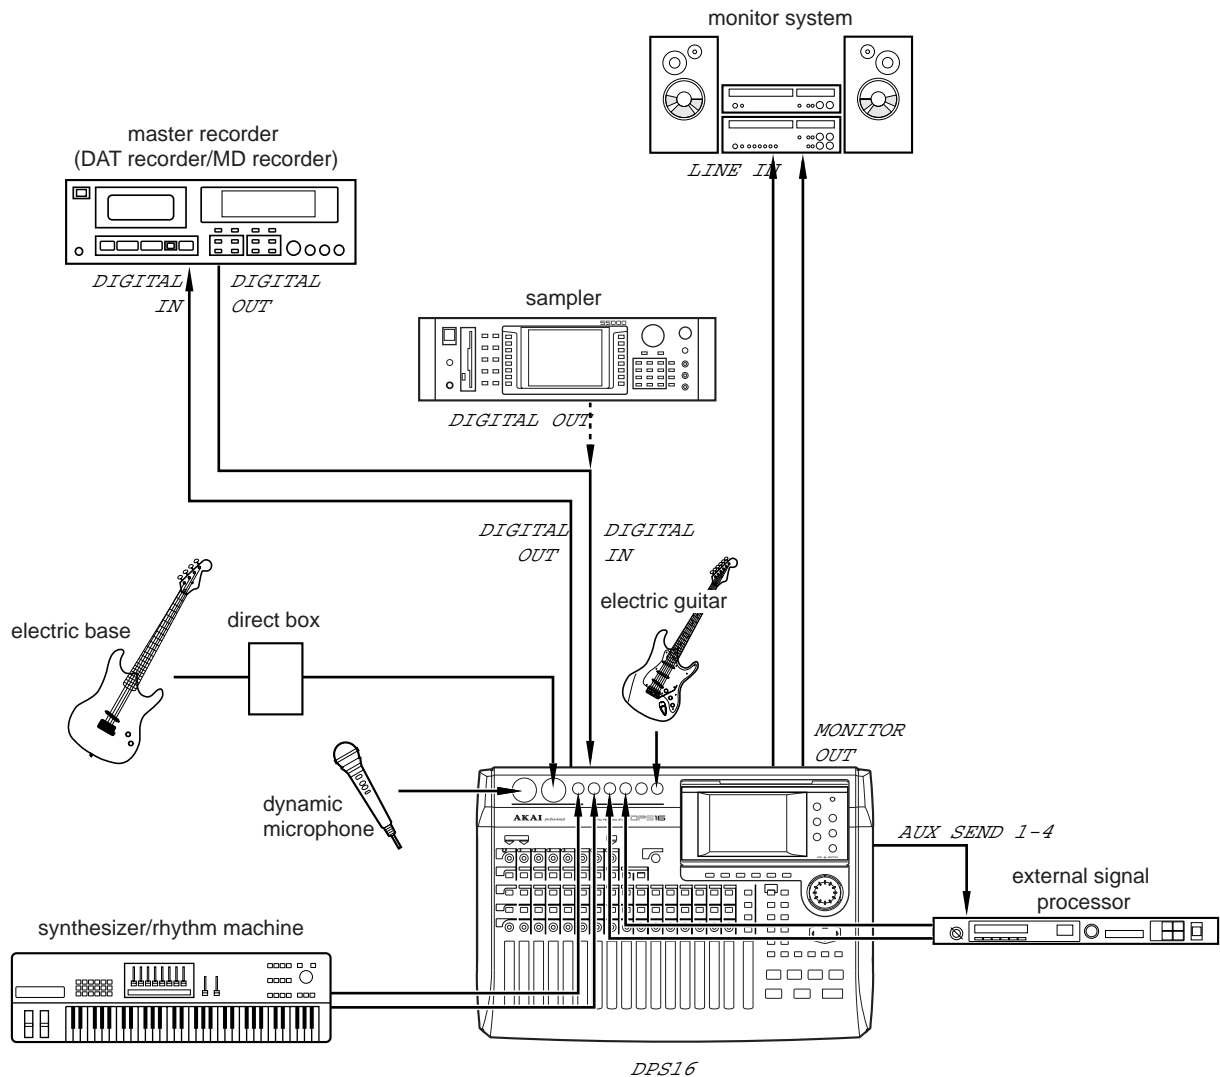 monitor system
master recorder
(DAT recorder/MD recorder)
LINE IN
DIGITAL
IN
DIGITAL
OUT
sampler
S5000
DIGITAL OUT
DIGITAL
OUT
DIGITAL
IN
electric guitar
electric base
direct box
MONITOR
OUT
dynamic
microphone
AKAI professional
DPS16
AUX SEND 1-4
external signal
processor
synthesizer/rhythm machine
DPS16